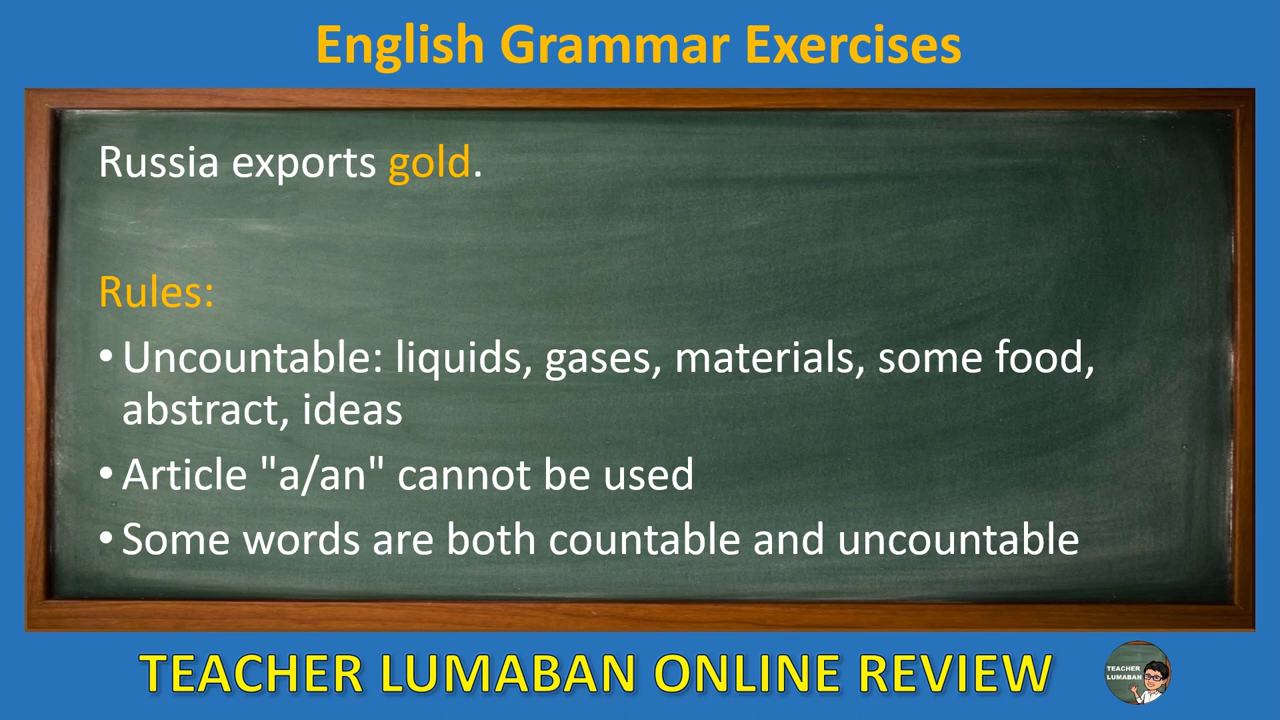 English Grammar Exercises
Russia exports gold.
Rules:
• Uncountable: liquids, gases, materials, some food,
abstract, ideas
• Article "a/an" cannot be used
• Some words are both countable and uncountable
TEACHER LUMABAN ONLINE REVIEW
TEACHER
LUMABAN